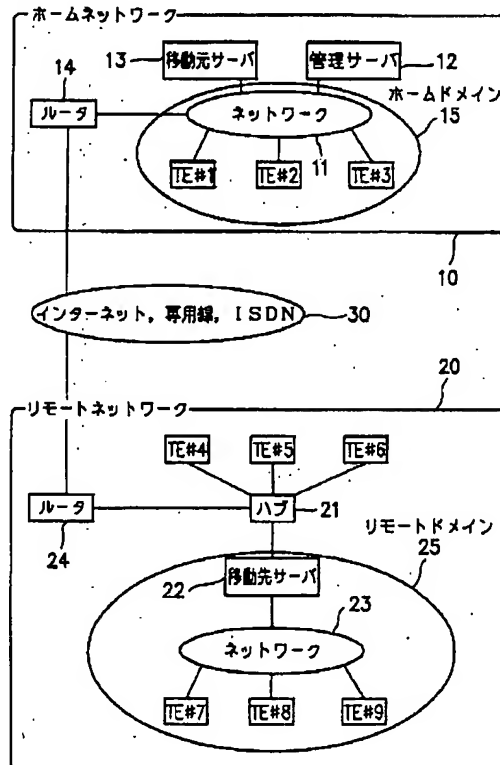 ホームネットワーク
13 移動元サーバ
管理サーバ 12
14
ホームドメイン
15
ルータ
ネットワーク
11
TE#1 TE#2 TE#3
10
インターネット，専用線，ISDN 30
20
リモートネットワーク
TE#4 TE#5 TE#6
ルータ
24
ハブ 21
リモートドメイン
25
22 移動先サーバ
23
ネットワーク
TE#7 TE#8 TE#9